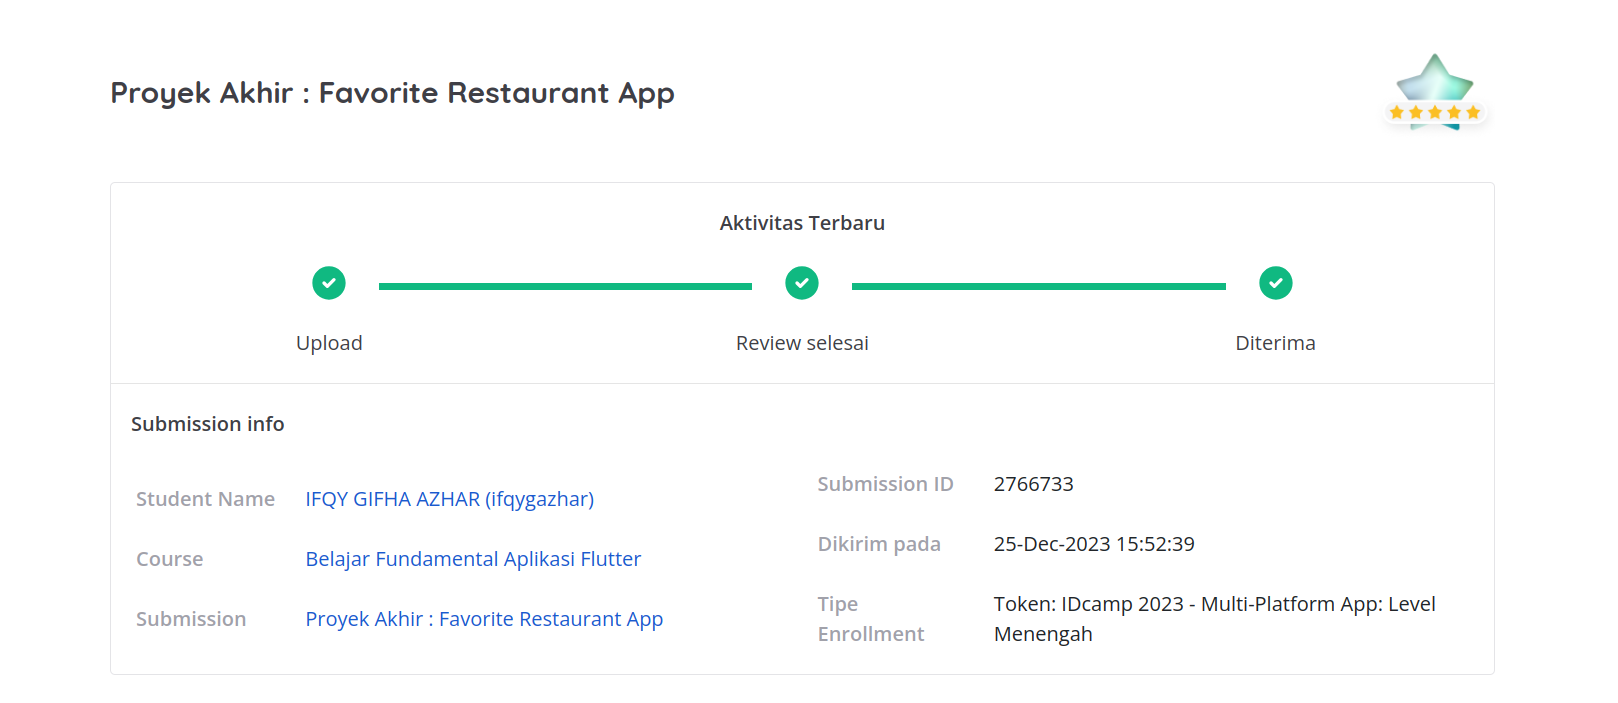 Proyek Akhir : Favorite Restaurant App
Aktivitas Terbaru
Upload
Review selesai
Diterima
Submission info
Student Name
IFQY GIFHA AZHAR (ifqygazhar)
Course
Belajar Fundamental Aplikasi Flutter
Submission
Proyek Akhir : Favorite Restaurant App
Submission ID
2766733
Dikirim pada
25-Dec-2023 15:52:39
Tipe
Enrollment
Token: IDcamp 2023 - Multi-Platform App: Level
Menengah